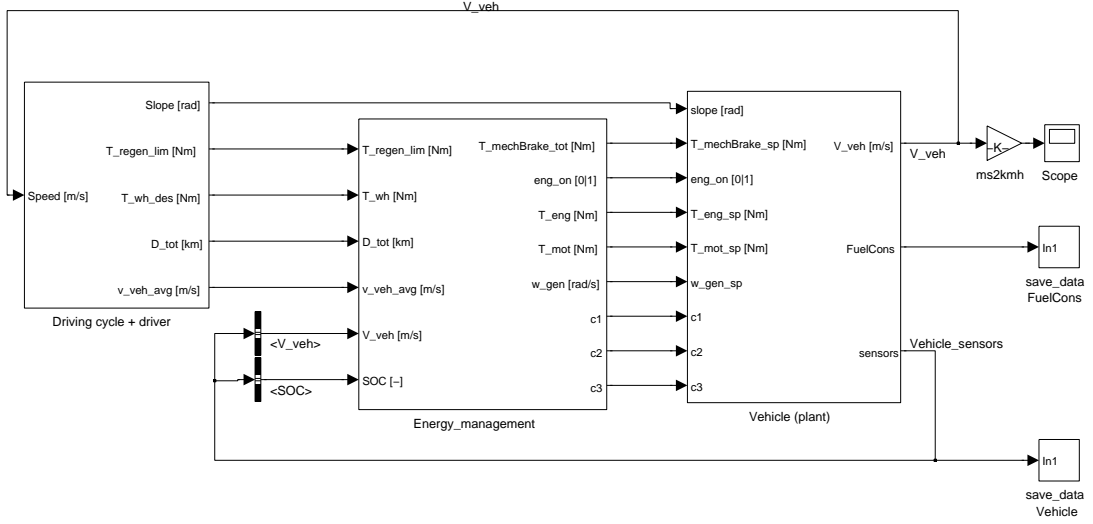 V_veh
Speed [m/s]
Slope [rad]
T_regen_lim [Nm]
T_wh_des [Nm]
D_tot [km]
v_veh_avg [m/s]
Driving cycle + driver
<V_veh>
<SOC>
T_regen_lim [Nm]
T_wh [Nm]
D_tot [km]
v_veh_avg [m/s]
V_veh [m/s]
SOC [−]
T_mechBrake_tot [Nm]
eng_on [0|1]
T_eng [Nm]
T_mot [Nm]
w_gen [rad/s]
c1
c2
c3
Energy_management
slope [rad]
T_mechBrake_sp [Nm]
eng_on [0|1]
T_eng_sp [Nm]
T_mot_sp [Nm]
w_gen_sp
c1
c2
c3
V_veh [m/s]
FuelCons
sensors
Vehicle (plant)
V_veh
Vehicle_sensors
−K−
ms2kmh
Scope
In1
save_data
FuelCons
In1
save_data
Vehicle